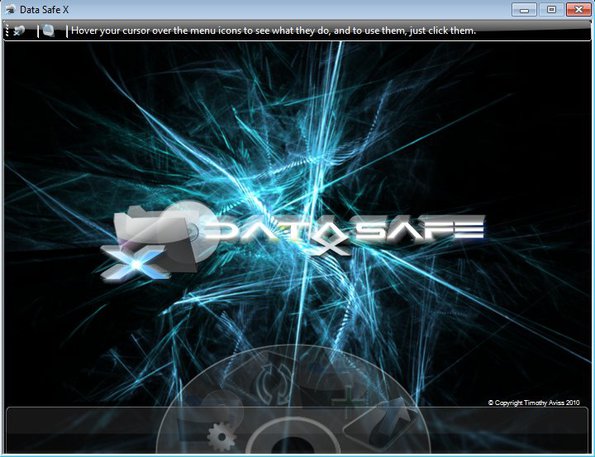 Data Safe X
Hover your cursor over the menu icons to see what they do, and to use them, just click them.
DATA SAFE
X
X
© Copyright Timothy Aviss 2010